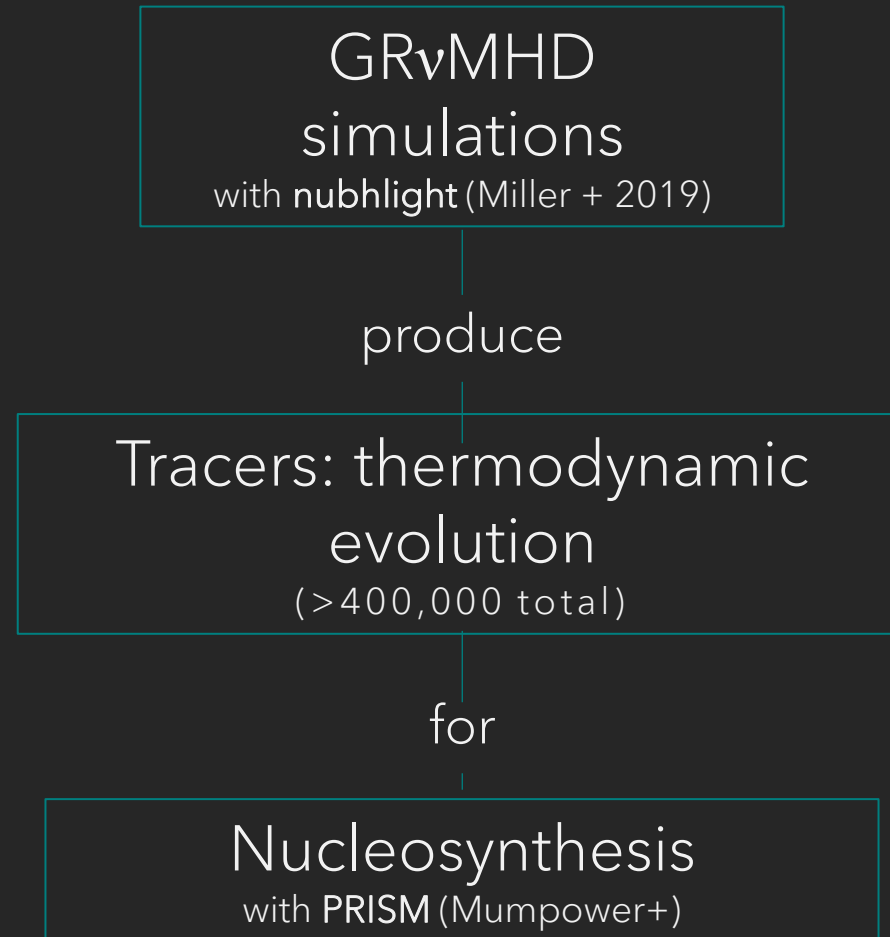 GRνMHD
simulations
with nubhlight (Miller + 2019)
produce
Tracers: thermodynamic
evolution
(>400,000 total)
for
Nucleosynthesis
with PRISM (Mumpower+)